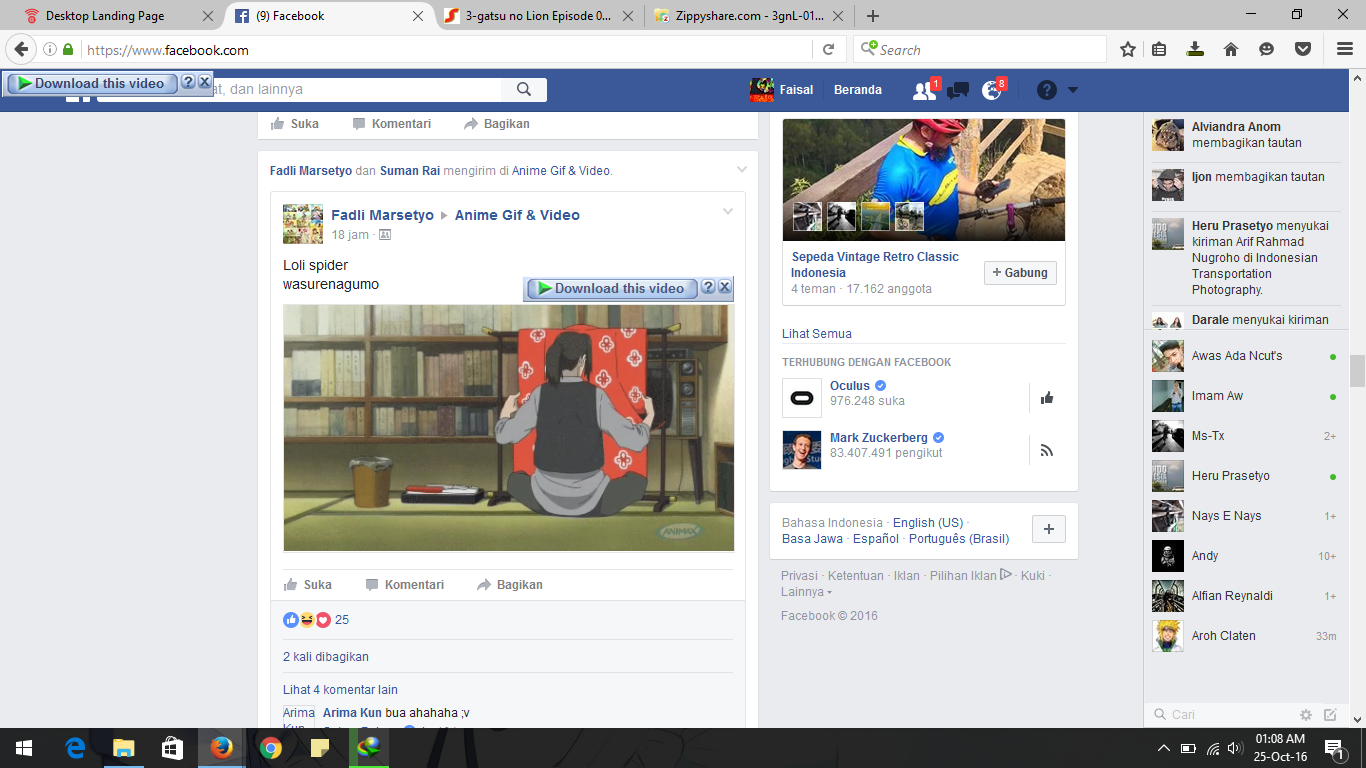 Desktop Landing Page
(9) Facebook
3-gatsu no Lion Episode 0...
Zippyshare.com - 3gnL-01...
https://www.facebook.com
Search
Download this video
at, dan lainnya
Faisal
Beranda
1
8
Suka
Komentari
Bagikan
Fadli Marsetyo dan Suman Rai mengirim di Anime Gif & Video.
Fadli Marsetyo
Anime Gif & Video
18 jam ·
Loli spider
wasurenagumo
Download this video
ANIMAX
Suka
Komentari
Bagikan
25
2 kali dibagikan
Lihat 4 komentar lain
Arima
Arima Kun bua ahahaha ;v
Sepeda Vintage Retro Classic
Indonesia
4 teman · 17.162 anggota
+ Gabung
Lihat Semua
TERHUBUNG DENGAN FACEBOOK
Oculus
976.248 suka
Mark Zuckerberg
83.407.491 pengikut
Bahasa Indonesia · English (US) ·
Basa Jawa · Español · Português (Brasil)
Privasi · Ketentuan · Iklan · Pilihan Iklan · Kuki ·
Lainnya
Facebook © 2016
Alviandra Anom
membagikan tautan
Ijon membagikan tautan
Heru Prasetyo menyukai
kiriman Arif Rahmad
Nugroho di Indonesian
Transportation
Photography.
Darale menyukai kiriman
Awas Ada Ncut's
Imam Aw
Ms-Tx
2+
Heru Prasetyo
Nays E Nays
1+
Andy
10+
Alfian Reynaldi
1+
Aroh Claten
33m
Cari
01:08 AM
25-Oct-16
1